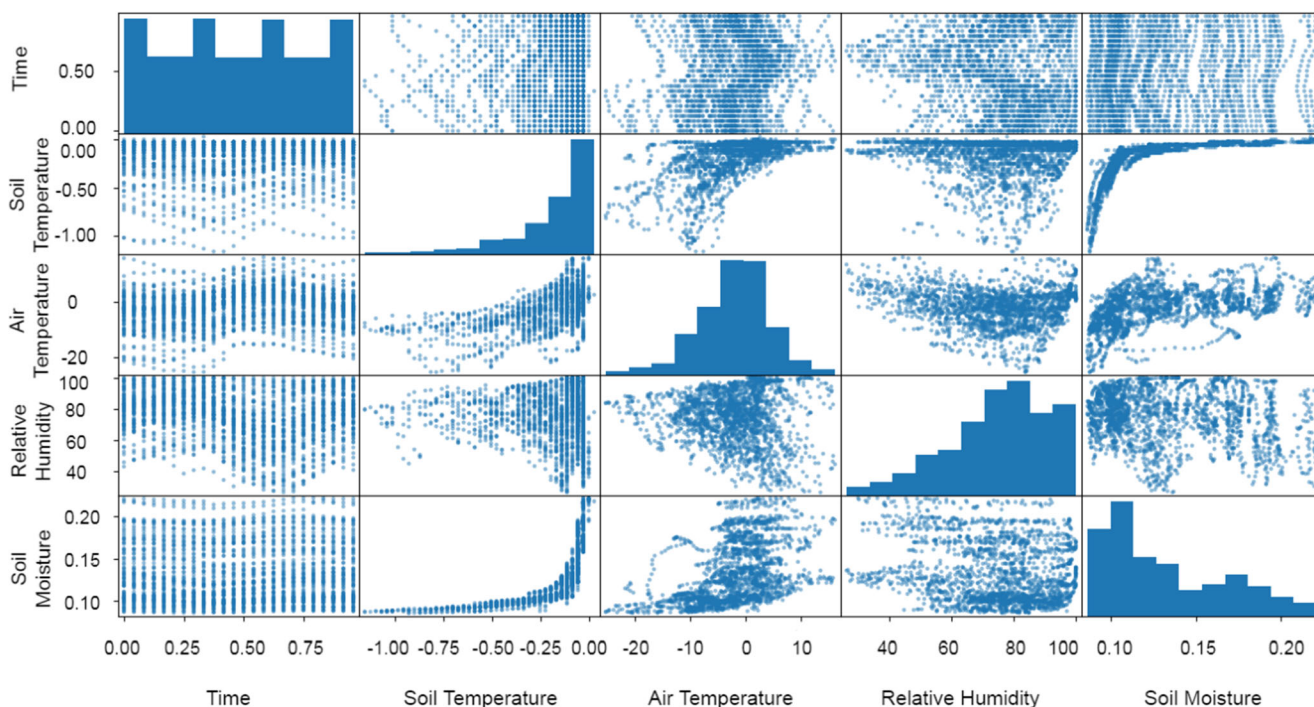 Time
0.50
0.00
Soil
Temperature
0.00
-0.50
-1.00
Air
Temperature
0
-20
Relative
Humidity
100
80
60
40
Soil
Moisture
0.20
0.15
0.10
0.00 0.25 0.50 0.75 -1.00 -0.75 -0.50 -0.25 0.00 -20 -10 0 10 40 60 80 100 0.10 0.15 0.20
Time Soil Temperature Air Temperature Relative Humidity Soil Moisture